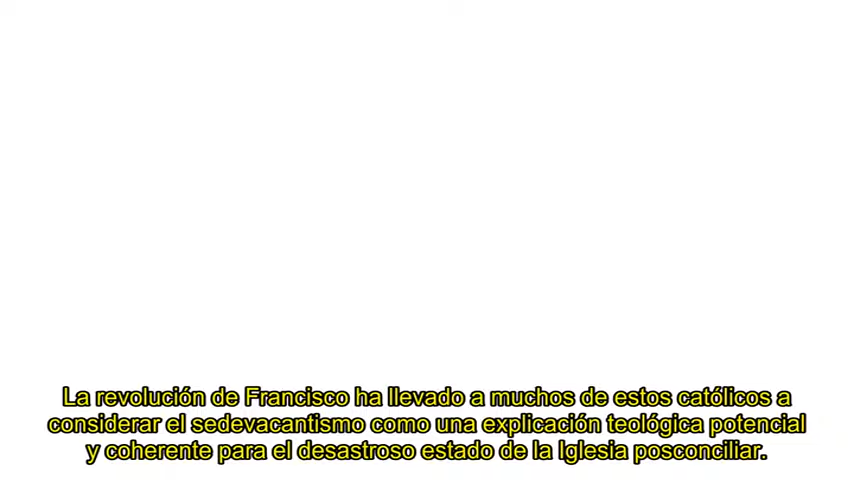 La revolución de Francisco ha llevado a muchos de estos católicos a
considerar el sedevacantismo como una explicación teológica potencial
y coherente para el desastroso estado de la Iglesia posconciliar.